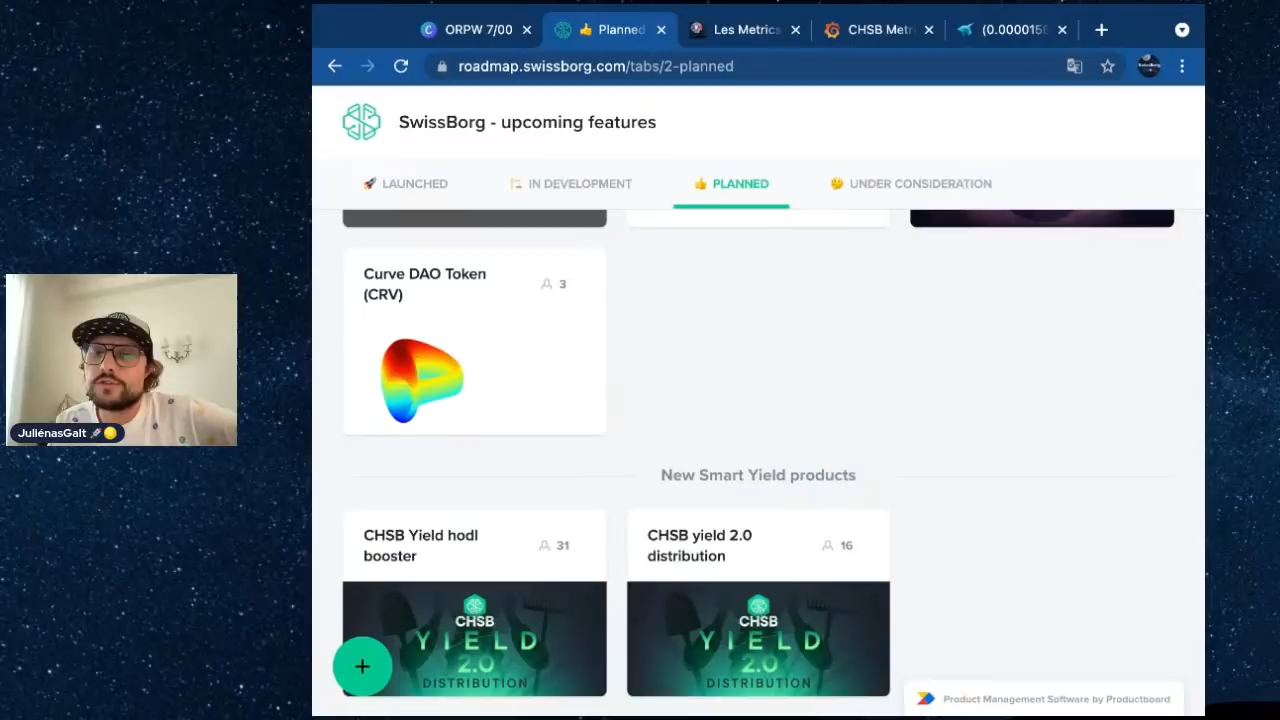 ORPW 7/00
Planned
Les Metrics
CHSB Metr
(0.0000158
roadmap.swissborg.com/tabs/2-planned
SwissBorg - upcoming features
LAUNCHED
IN DEVELOPMENT
PLANNED
UNDER CONSIDERATION
Curve DAO Token
(CRV)
3
New Smart Yield products
CHSB Yield hodl
booster
31
CHSB yield 2.0
distribution
16
CHSB
YIELD
2.0
DISTRIBUTION
CHSB
YIELD
2.0
DISTRIBUTION
Product Management Software by Productboard
JuliénasGalt